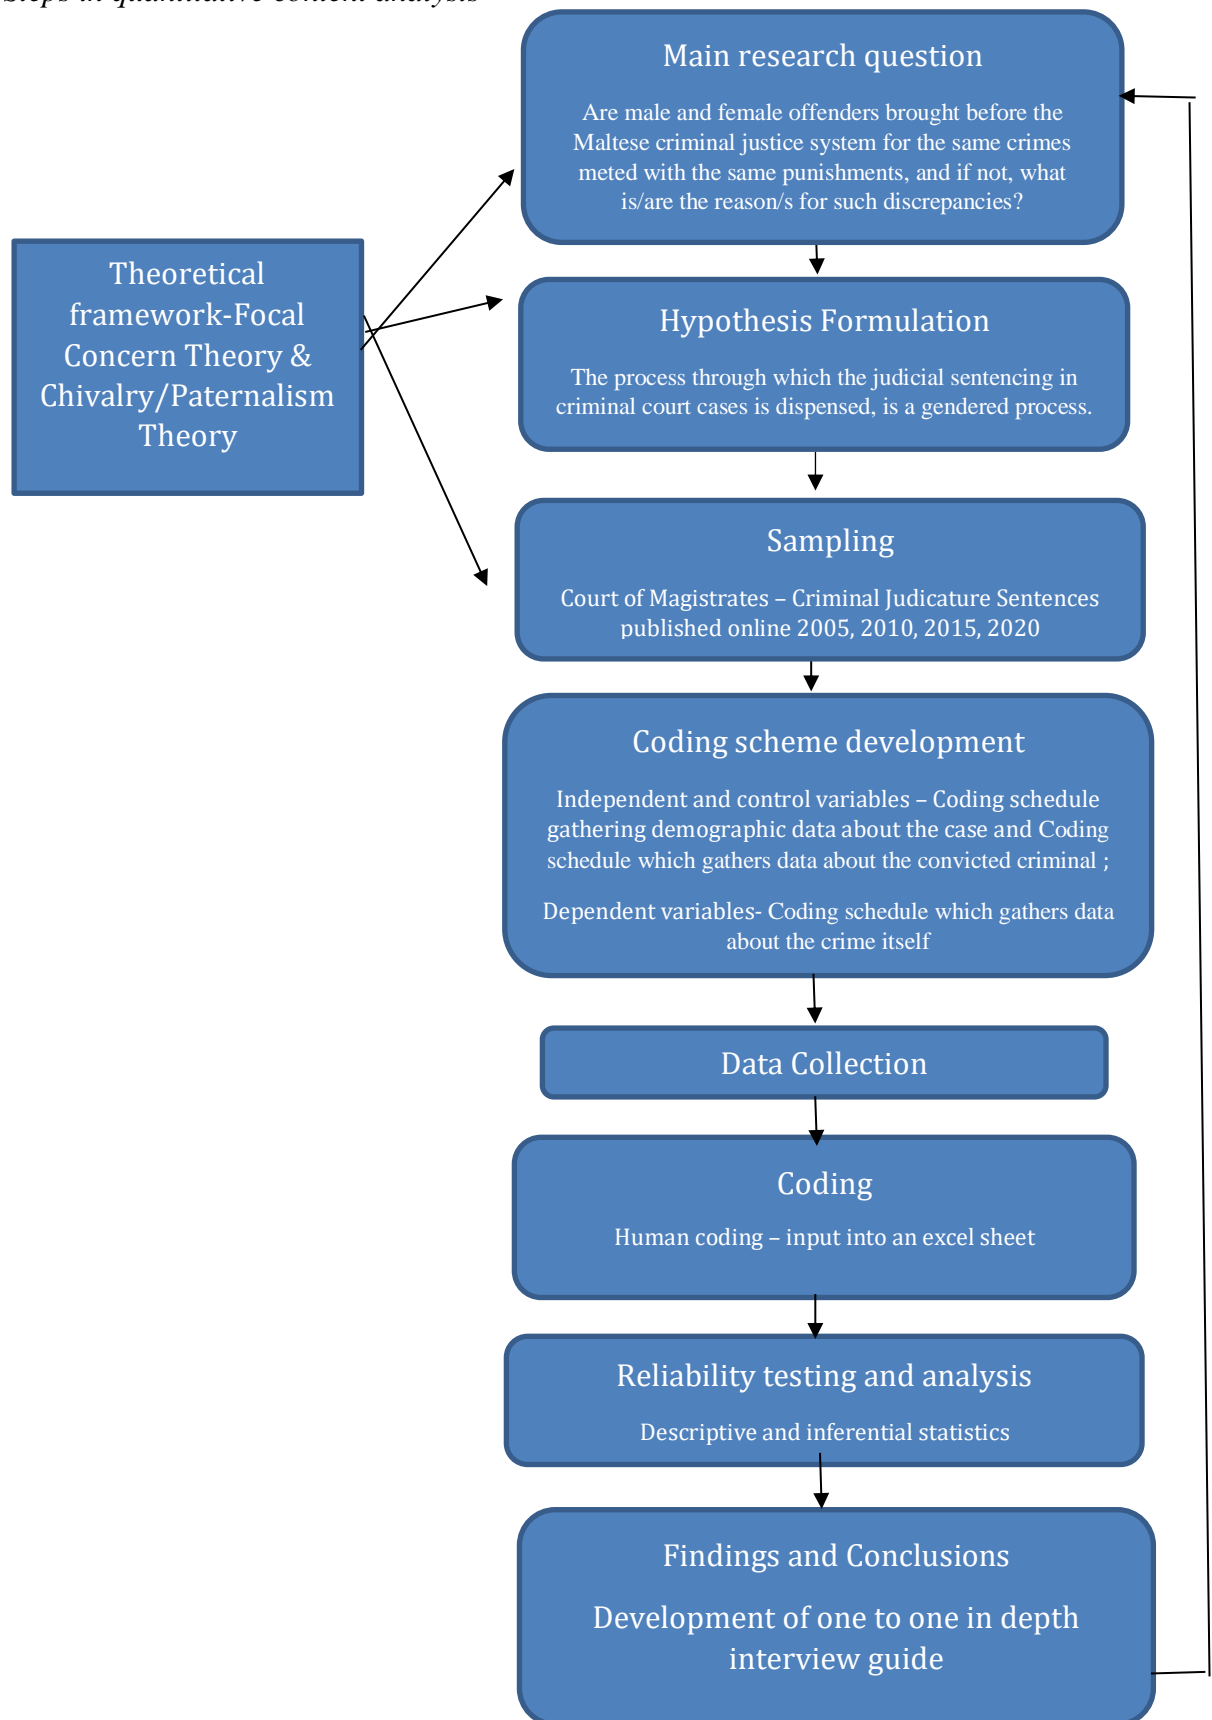 Steps in quantitative content analysis
Main research question
Are male and female offenders brought before the
Maltese criminal justice system for the same crimes
meted with the same punishments, and if not, what
is/are the reason/s for such discrepancies?
Theoretical
framework-Focal
Concern Theory &
Chivalry/Paternalism
Theory
Hypothesis Formulation
The process through which the judicial sentencing in
criminal court cases is dispensed, is a gendered process.
Sampling
Court of Magistrates – Criminal Judicature Sentences
published online 2005, 2010, 2015, 2020
Coding scheme development
Independent and control variables – Coding schedule
gathering demographic data about the case and Coding
schedule which gathers data about the convicted criminal ;
Dependent variables- Coding schedule which gathers data
about the crime itself
Data Collection
Coding
Human coding – input into an excel sheet
Reliability testing and analysis
Descriptive and inferential statistics
Findings and Conclusions
Development of one to one in depth
interview guide